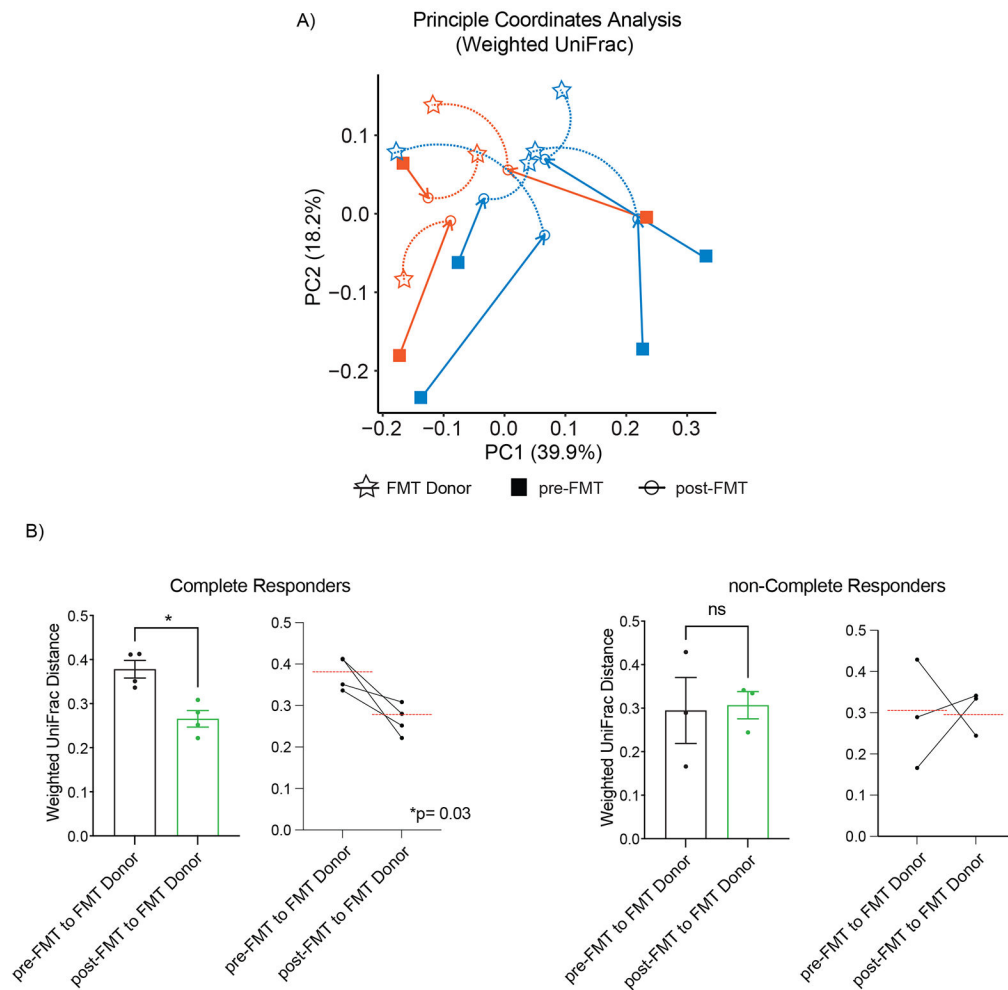 A)
Principle Coordinates Analysis
(Weighted UniFrac)
PC2 (18.2%)
0.1
0.0
−0.1
−0.2
−0.2 −0.1 0.0 0.1 0.2 0.3
PC1 (39.9%)
FMT Donor pre-FMT post-FMT
B)
Complete Responders
Weighted UniFrac Distance
0.5
0.4
0.3
0.2
0.1
0.0
*
pre-FMT to FMT Donor
post-FMT to FMT Donor
0.5
0.4
0.3
0.2
0.1
0.0
*p= 0.03
pre-FMT to FMT Donor
post-FMT to FMT Donor
non-Complete Responders
Weighted UniFrac Distance
0.5
0.4
0.3
0.2
0.1
0.0
ns
pre-FMT to FMT Donor
post-FMT to FMT Donor
0.5
0.4
0.3
0.2
0.1
0.0
pre-FMT to FMT Donor
post-FMT to FMT Donor